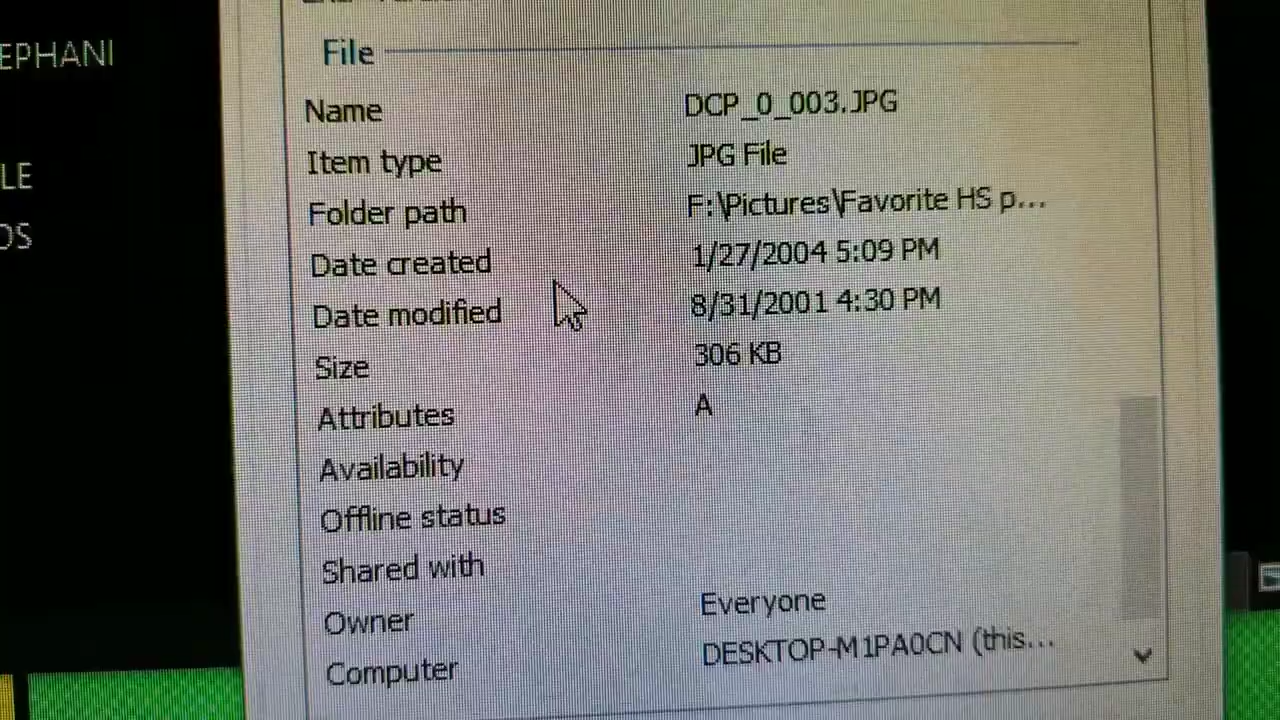 EPHANI
LE
OS
File
Name DCP_0_003.JPG
Item type JPG File
Folder path F:\Pictures\Favorite HS p...
Date created 1/27/2004 5:09 PM
Date modified 8/31/2001 4:30 PM
Size 306 KB
Attributes A
Availability
Offline status
Shared with
Owner Everyone
Computer DESKTOP-M1PA0CN (this...